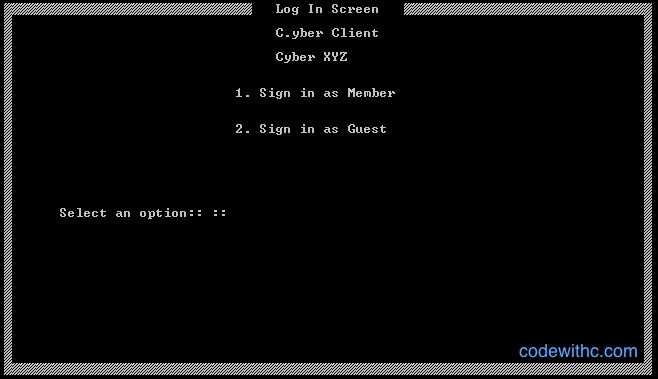 Log In Screen
C.yber Client
Cyber XYZ
1. Sign in as Member
2. Sign in as Guest
Select an option:: ::
codewithc.com